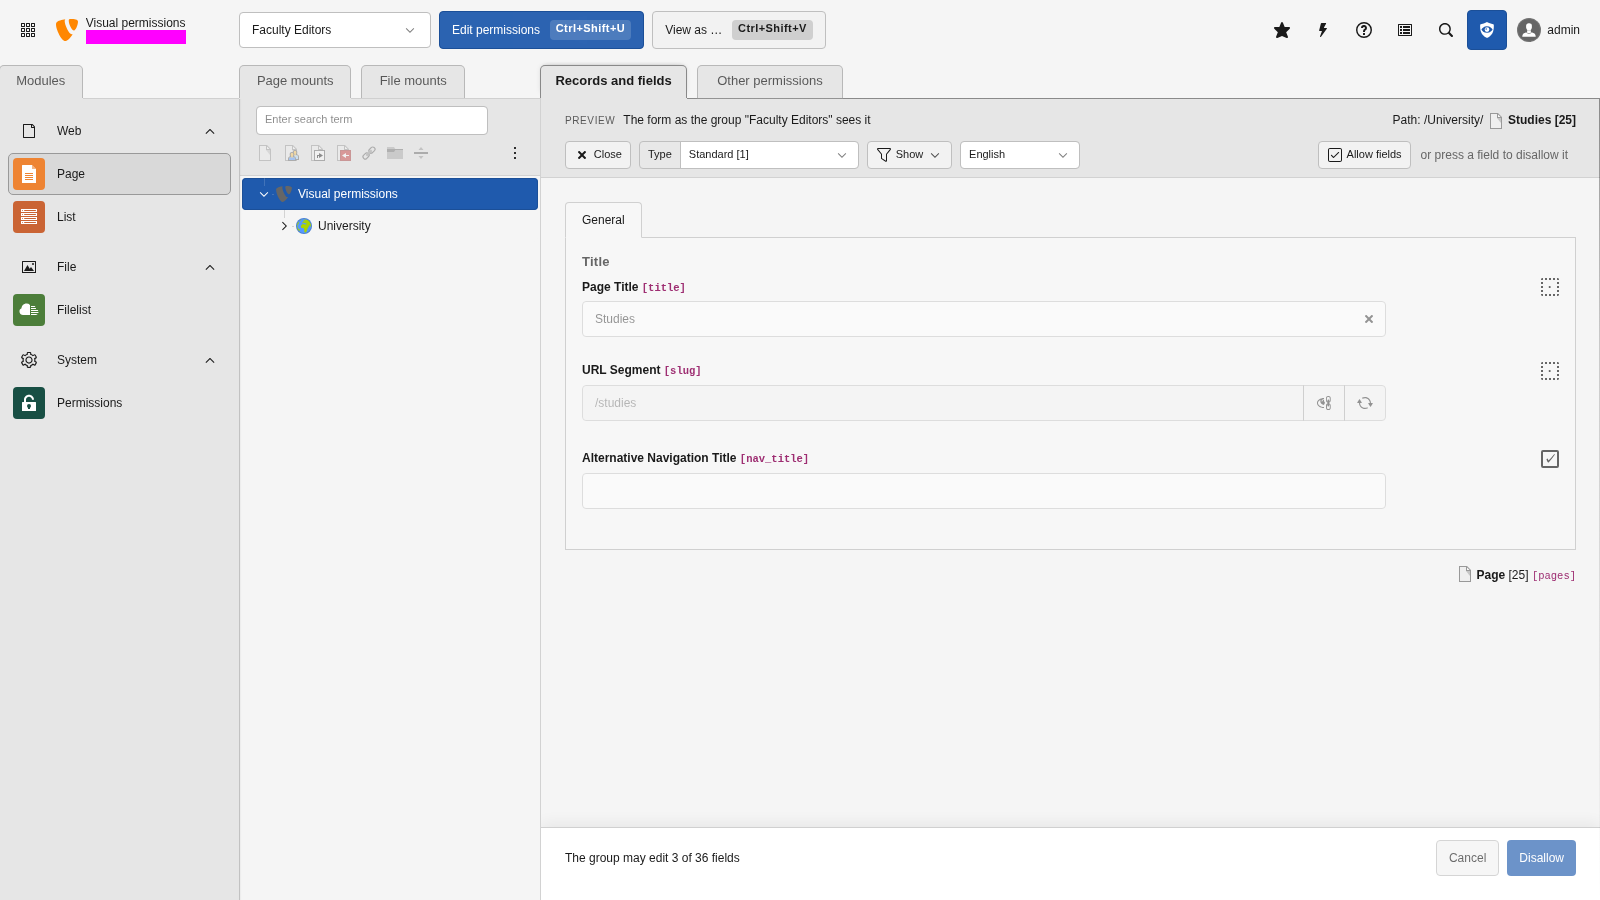 Visual permissions
Faculty Editors
Edit permissions Ctrl+Shift+U
View as ... Ctrl+Shift+V
admin
Modules
Page mounts
File mounts
Records and fields
Other permissions
Web
Page
List
File
Filelist
System
Permissions
Enter search term
Visual permissions
University
PREVIEW The form as the group "Faculty Editors" sees it
Path: /University/ Studies [25]
Close
Type Standard [1]
Show
English
Allow fields or press a field to disallow it
General
Title
Page Title [title]
Studies
URL Segment [slug]
/studies
Alternative Navigation Title [nav_title]
Page [25] [pages]
The group may edit 3 of 36 fields
Cancel
Disallow